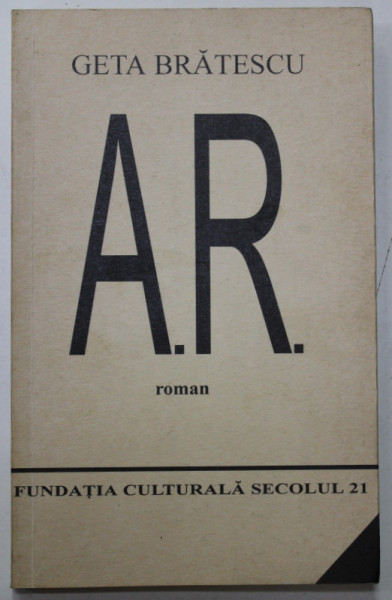 GETA BRĂTESCU
A.R.
roman
FUNDAȚIA CULTURALĂ SECOLUL 21